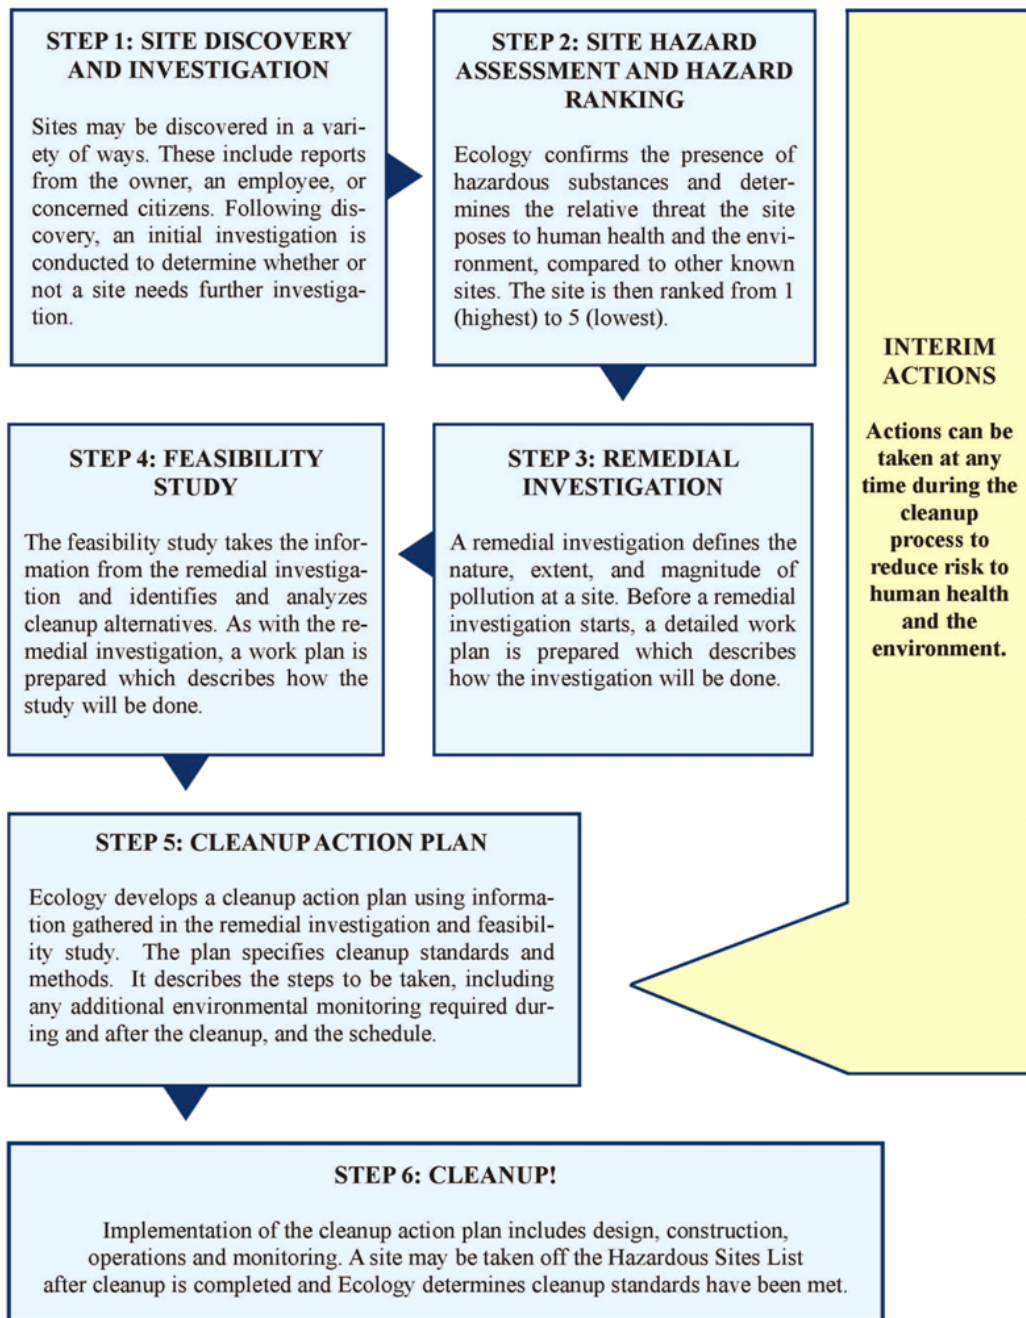 STEP 1: SITE DISCOVERY
AND INVESTIGATION
Sites may be discovered in a vari-
ety of ways. These include reports
from the owner, an employee, or
concerned citizens. Following dis-
covery, an initial investigation is
conducted to determine whether or
not a site needs further investiga-
tion.
STEP 2: SITE HAZARD
ASSESSMENT AND HAZARD
RANKING
Ecology confirms the presence of
hazardous substances and deter-
mines the relative threat the site
poses to human health and the envi-
ronment, compared to other known
sites. The site is then ranked from 1
(highest) to 5 (lowest).
STEP 3: REMEDIAL
INVESTIGATION
A remedial investigation defines the
nature, extent, and magnitude of
pollution at a site. Before a remedial
investigation starts, a detailed work
plan is prepared which describes
how the investigation will be done.
STEP 4: FEASIBILITY
STUDY
The feasibility study takes the infor-
mation from the remedial investiga-
tion and identifies and analyzes
cleanup alternatives. As with the re-
medial investigation, a work plan is
prepared which describes how the
study will be done.
STEP 5: CLEANUP ACTION PLAN
Ecology develops a cleanup action plan using informa-
tion gathered in the remedial investigation and feasibil-
ity study. The plan specifies cleanup standards and
methods. It describes the steps to be taken, including
any additional environmental monitoring required dur-
ing and after the cleanup, and the schedule.
STEP 6: CLEANUP!
Implementation of the cleanup action plan includes design, construction,
operations and monitoring. A site may be taken off the Hazardous Sites List
after cleanup is completed and Ecology determines cleanup standards have been met.
INTERIM
ACTIONS
Actions can be
taken at any
time during the
cleanup
process to
reduce risk to
human health
and the
environment.